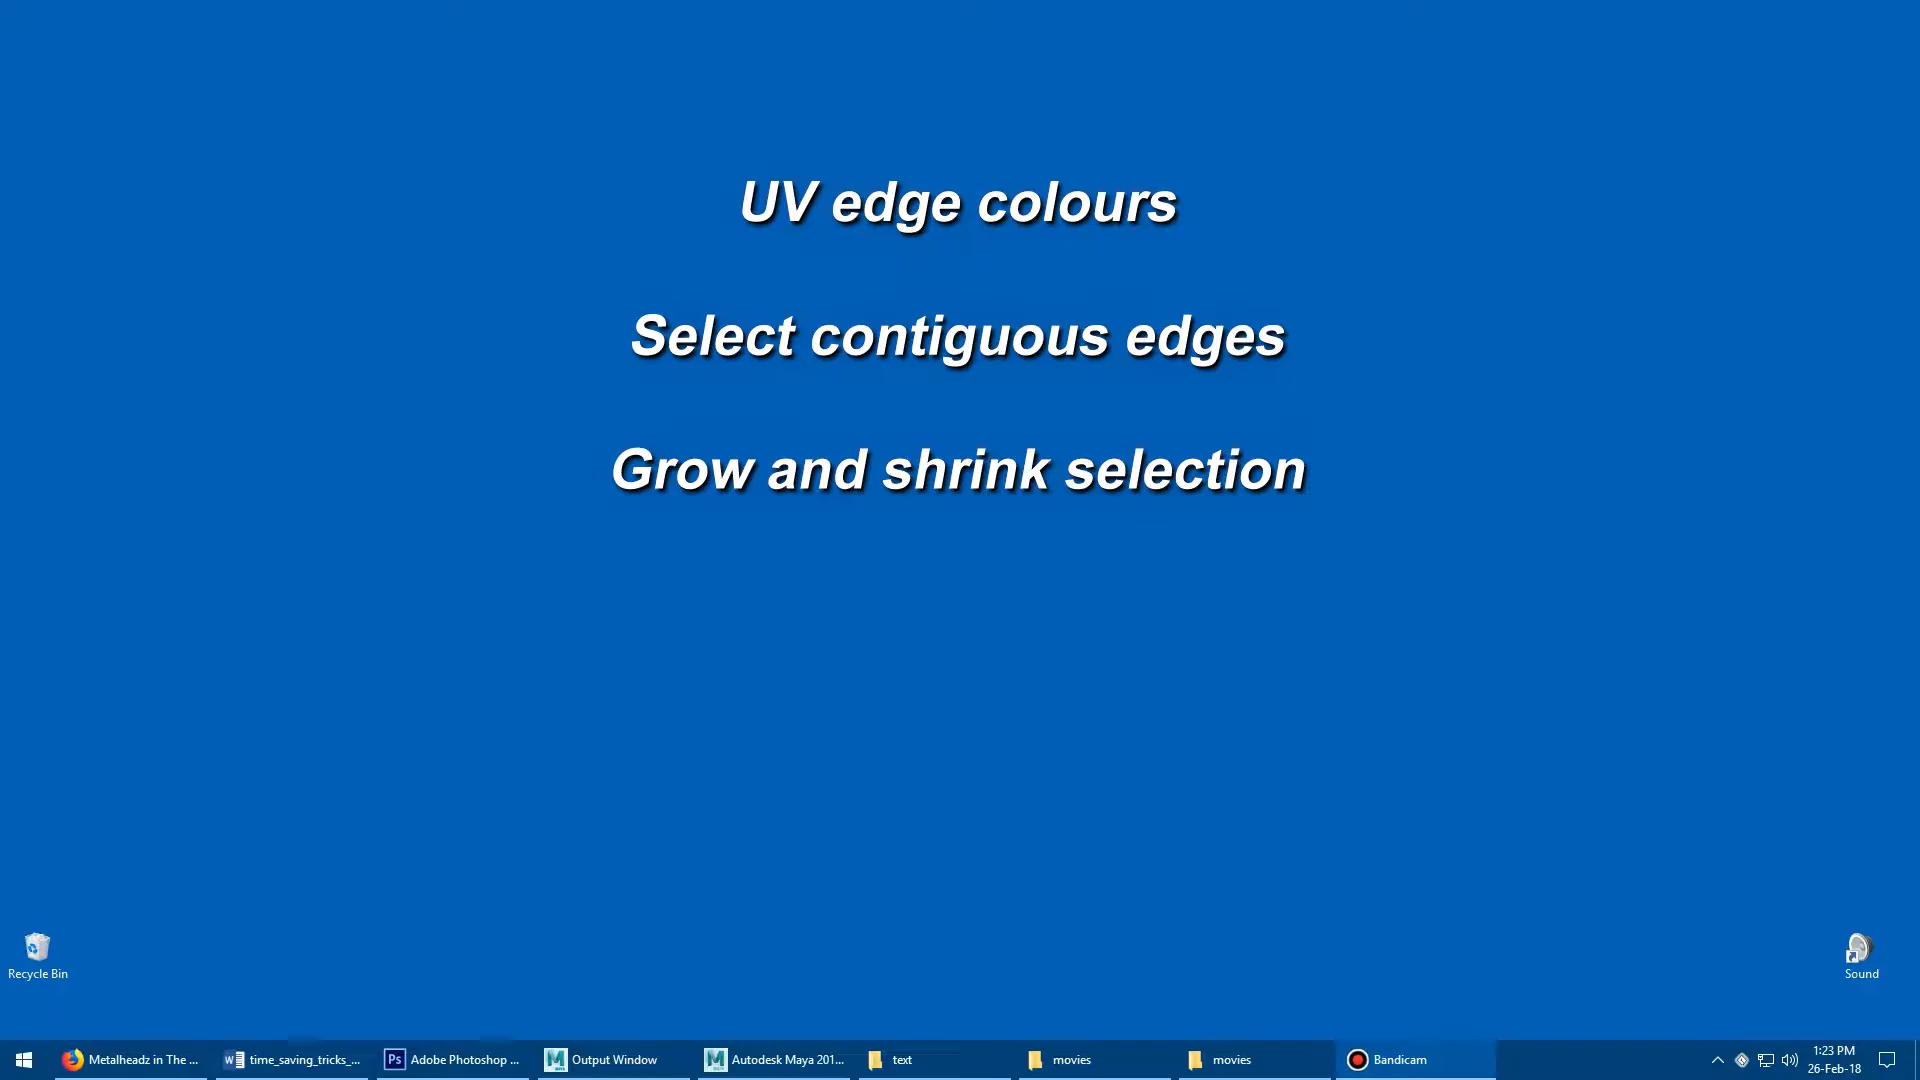 UV edge colours
Select contiguous edges
Grow and shrink selection
Recycle Bin
Sound
Metalheadz in The ...
time_saving_tricks_...
Ps
Adobe Photoshop ...
Output Window
Autodesk Maya 201...
text
movies
movies
Bandicam
1:23 PM
26-Feb-18